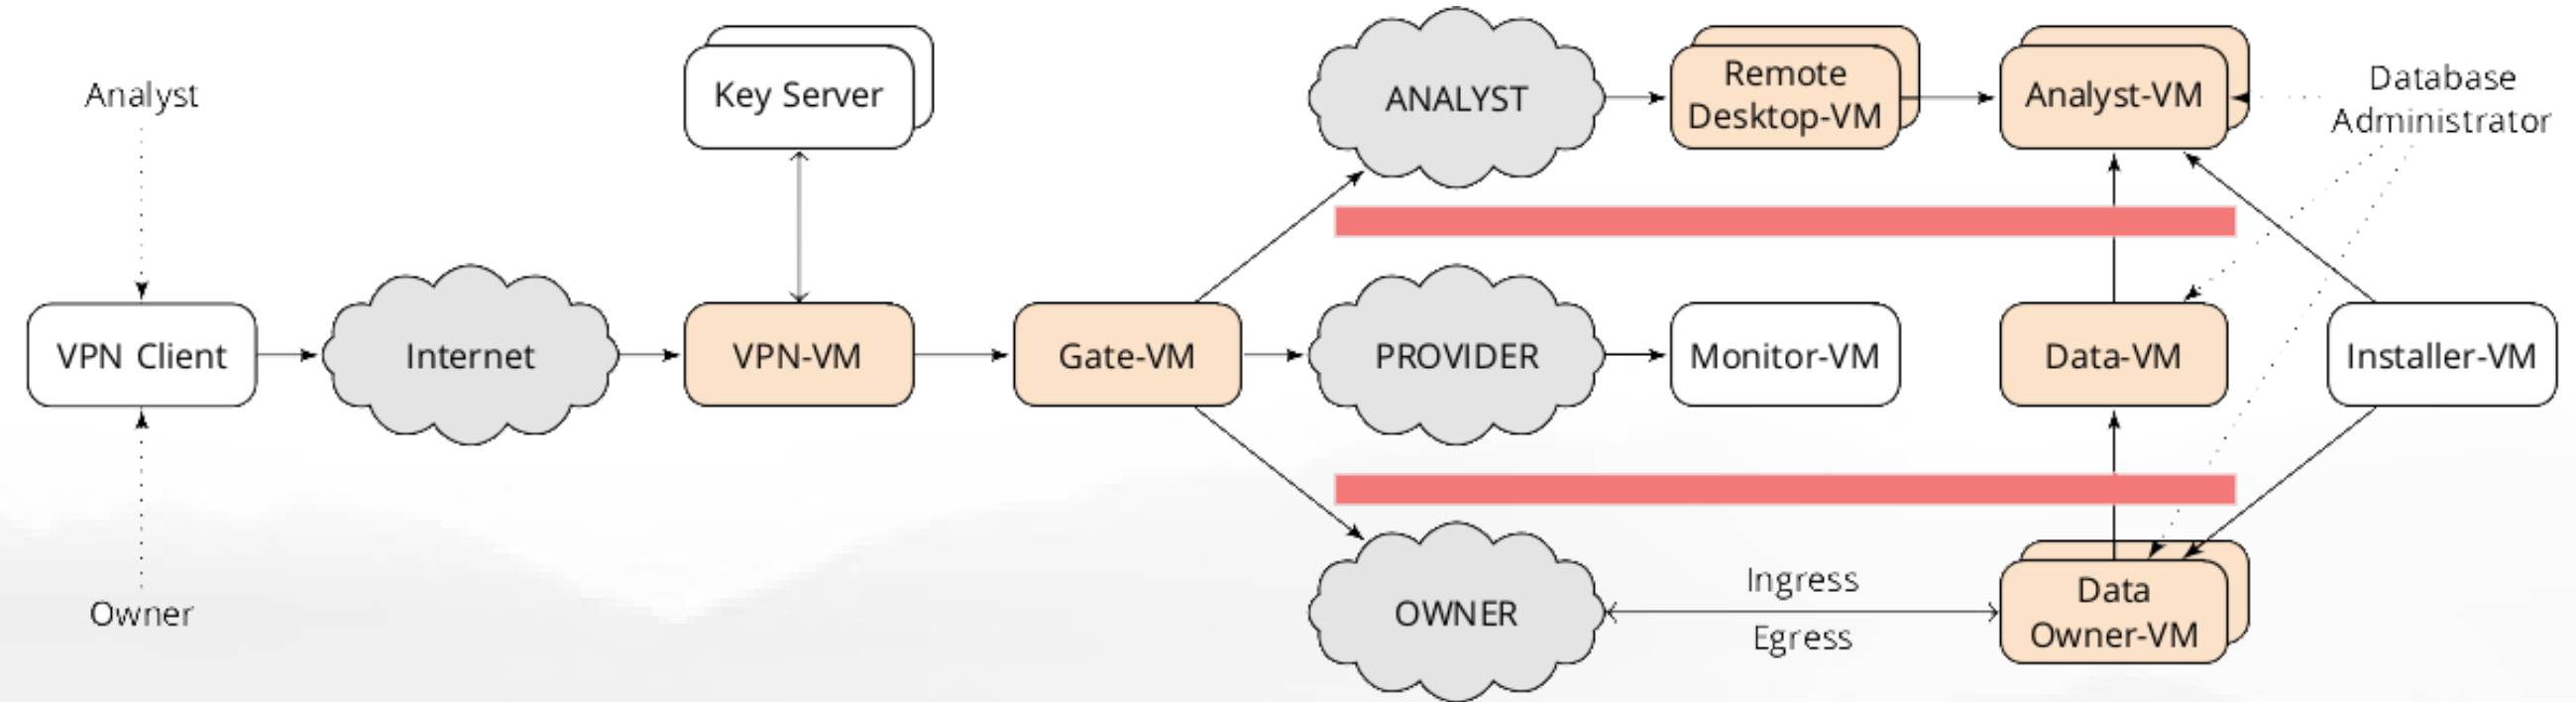 Analyst
Key Server
ANALYST
Remote
Desktop-VM
Analyst-VM
Database
Administrator
VPN Client
Internet
VPN-VM
Gate-VM
PROVIDER
Monitor-VM
Data-VM
Installer-VM
Owner
OWNER
Ingress
Egress
Data
Owner-VM